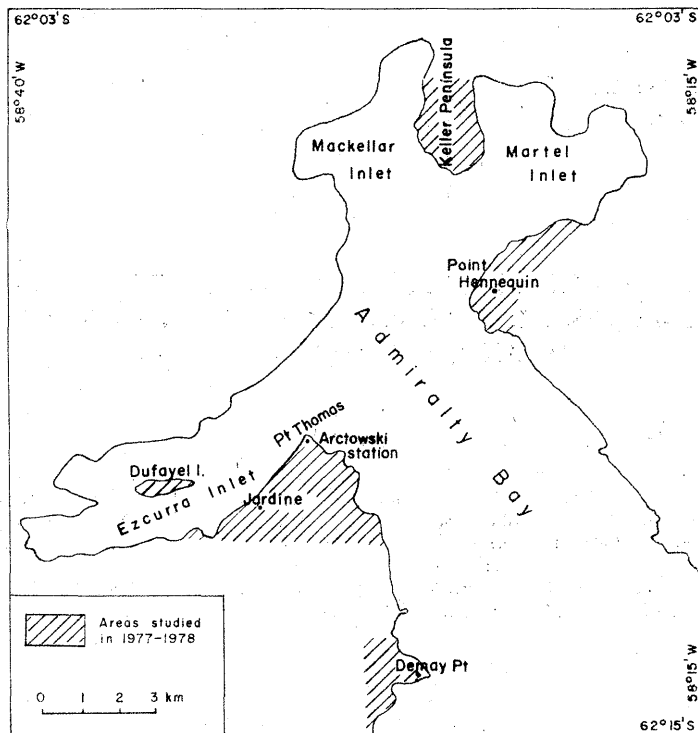 62°03'S
62°03'S
58°40'W
58°15'W
Keller Peninsula
Mackellar
Inlet
Martel
Inlet
Point
Hennequin
Admiralty Bay
Pt Thomas
Arctowski
station
Dufayel I.
Ezcurra Inlet
Jardine
Areas studied
in 1977-1978
0 1 2 3 km
Demay Pt
58°15'W
62°15'S